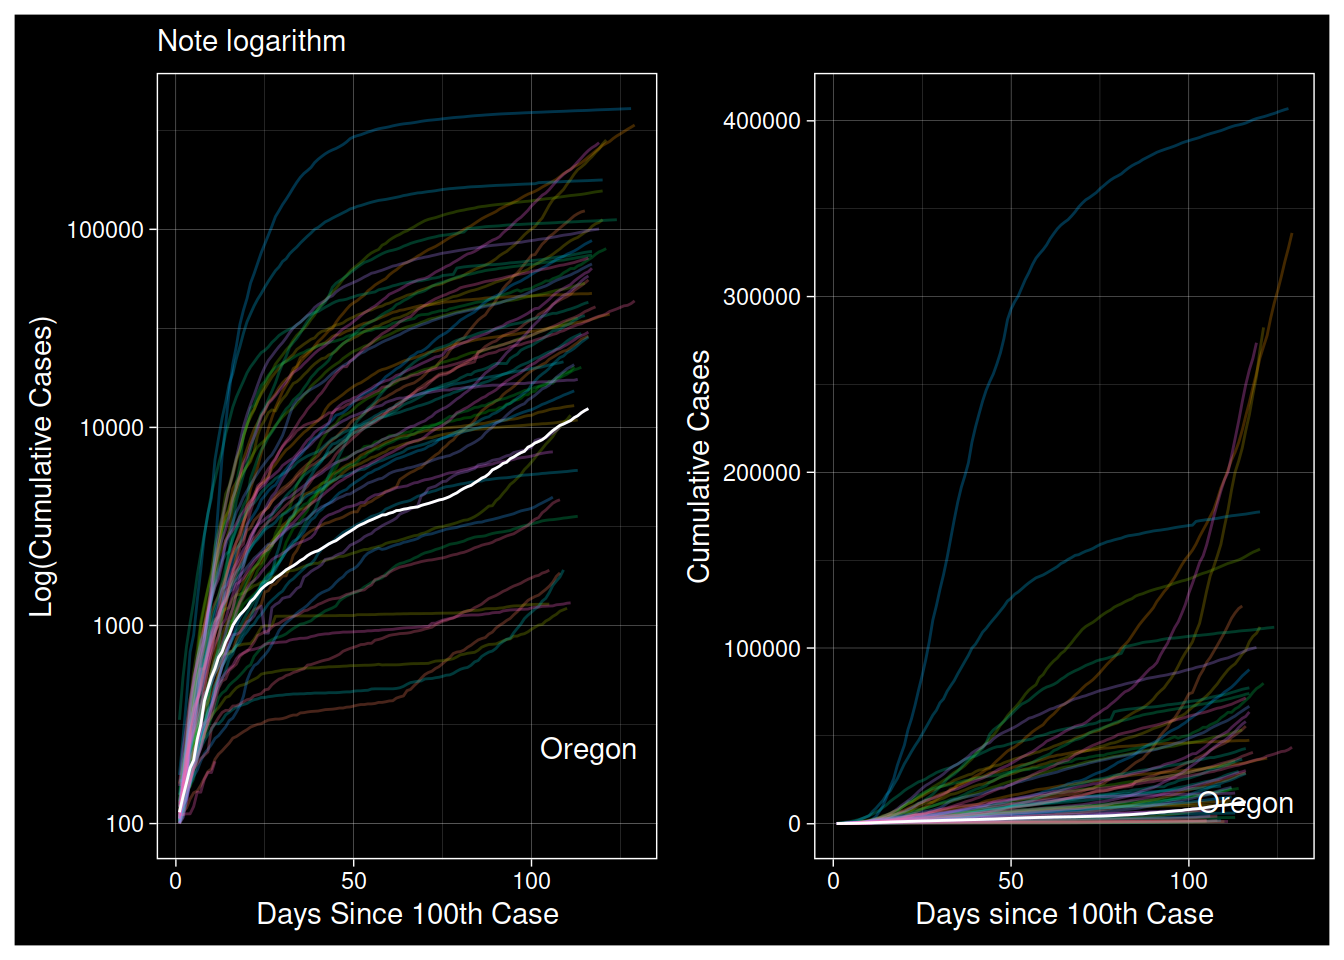 Note logarithm
Log(Cumulative Cases)
100000
10000
1000
100
0
50
100
Days Since 100th Case
Oregon
Cumulative Cases
400000
300000
200000
100000
0
0
50
100
Days since 100th Case
Oregon